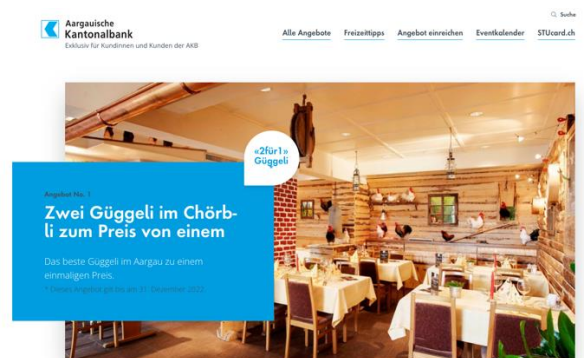 Suche
Aargauische
Kantonalbank
Exklusiv für Kundinnen und Kunden der AKB
Alle Angebote Freizeittipps Angebot einreichen Eventkalender STUcard.ch
«2für1»
Güggeli
Angebot No. 1
Zwei Güggeli im Chörb-
li zum Preis von einem
Das beste Güggeli im Aargau zu einem
einmaligen Preis.
* Dieses Angebot gilt bis am 31. Dezember 2022.